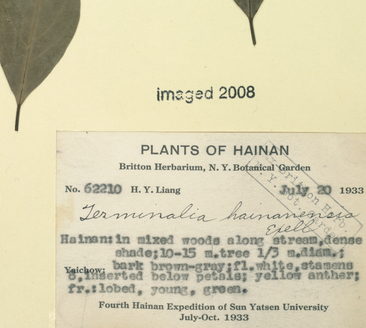 imaged 2008
PLANTS OF HAINAN
Britton Herbarium, N. Y. Botanical Garden
No. 62210 H. Y. Liang July 20 1933
Terminalia hainanensis
Exell
Hainan: in mixed woods along stream, dense
shade; 10-15 m. tree 1/3 m. diam.;
Yaichow: bark brown-gray; fl. white, stamens
8, inserted below petals; yellow anther;
fr.: lobed, young, green.
Fourth Hainan Expedition of Sun Yatsen University
July-Oct. 1933